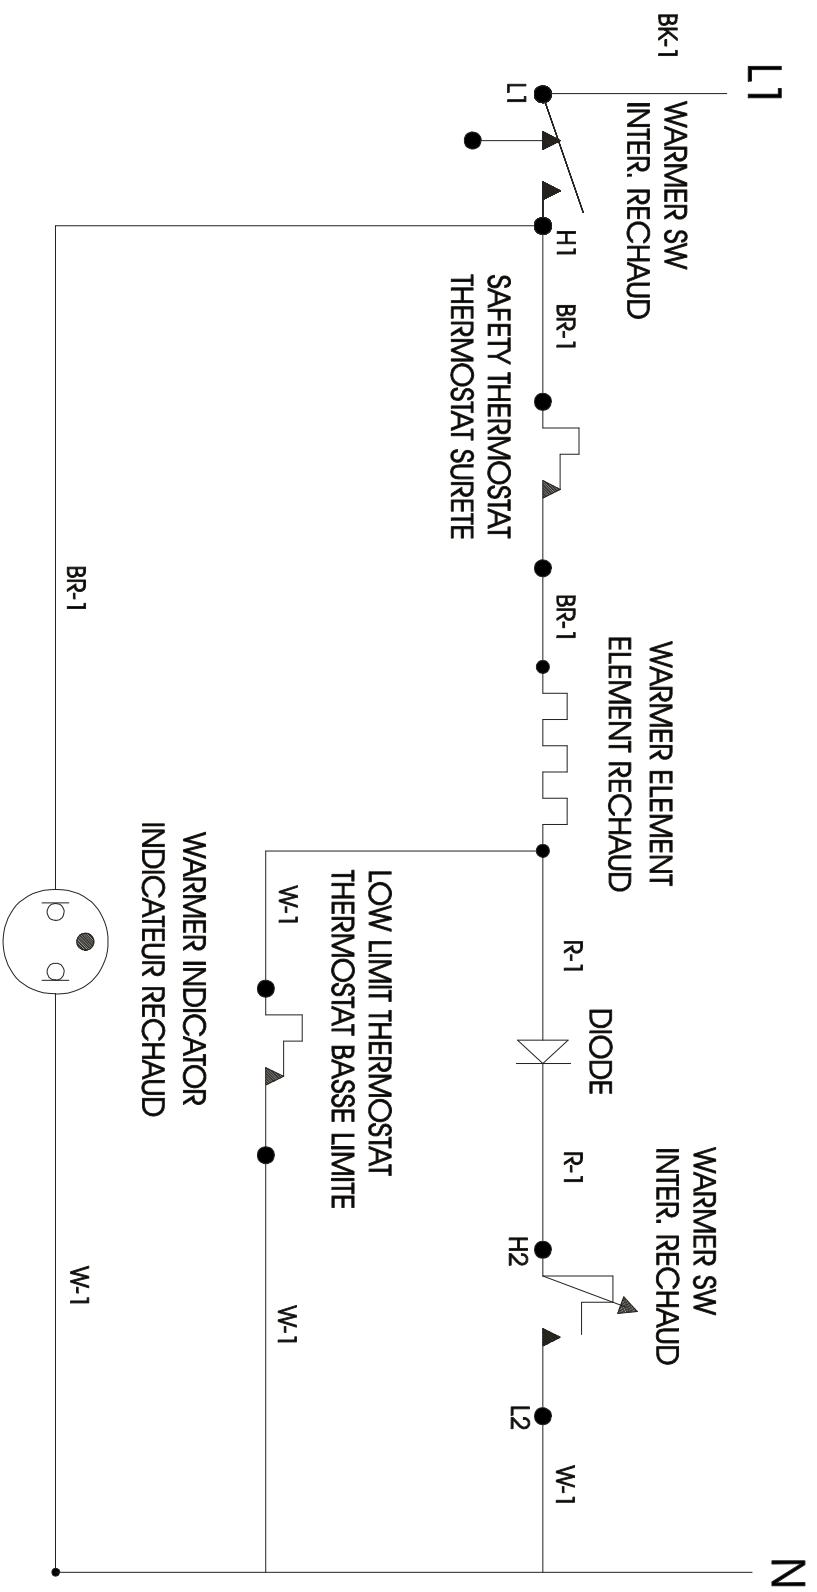 L1
BK-1
WARMER SW
INTER. RECHAUD
L1
H1
BR-1
SAFETY THERMOSTAT
THERMOSTAT SURETE
BR-1
WARMER ELEMENT
ELEMENT RECHAUD
R-1
DIODE
R-1
WARMER SW
INTER. RECHAUD
H2
L2
W-1
N
W-1
LOW LIMIT THERMOSTAT
THERMOSTAT BASSE LIMITE
W-1
BR-1
WARMER INDICATOR
INDICATEUR RECHAUD
W-1